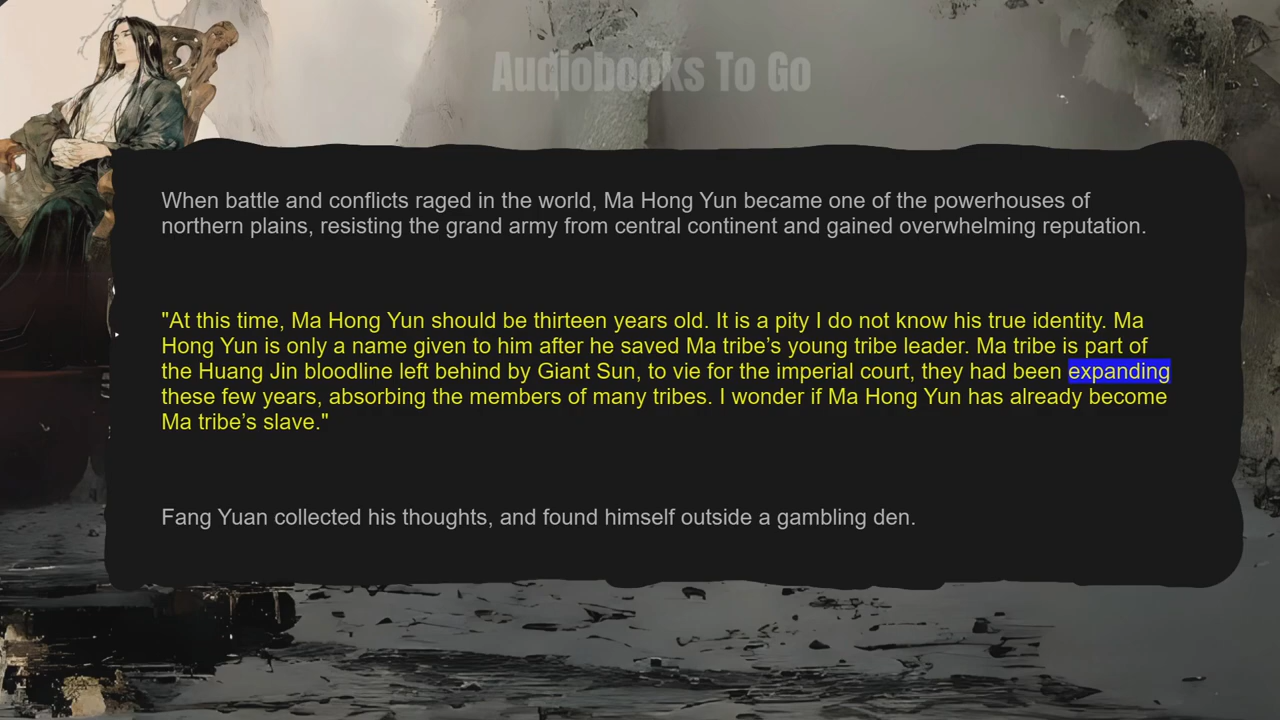 Audiobooks To Go
When battle and conflicts raged in the world, Ma Hong Yun became one of the powerhouses of
northern plains, resisting the grand army from central continent and gained overwhelming reputation.
"At this time, Ma Hong Yun should be thirteen years old. It is a pity I do not know his true identity. Ma
Hong Yun is only a name given to him after he saved Ma tribe’s young tribe leader. Ma tribe is part of
the Huang Jin bloodline left behind by Giant Sun, to vie for the imperial court, they had been expanding
these few years, absorbing the members of many tribes. I wonder if Ma Hong Yun has already become
Ma tribe’s slave."
Fang Yuan collected his thoughts, and found himself outside a gambling den.